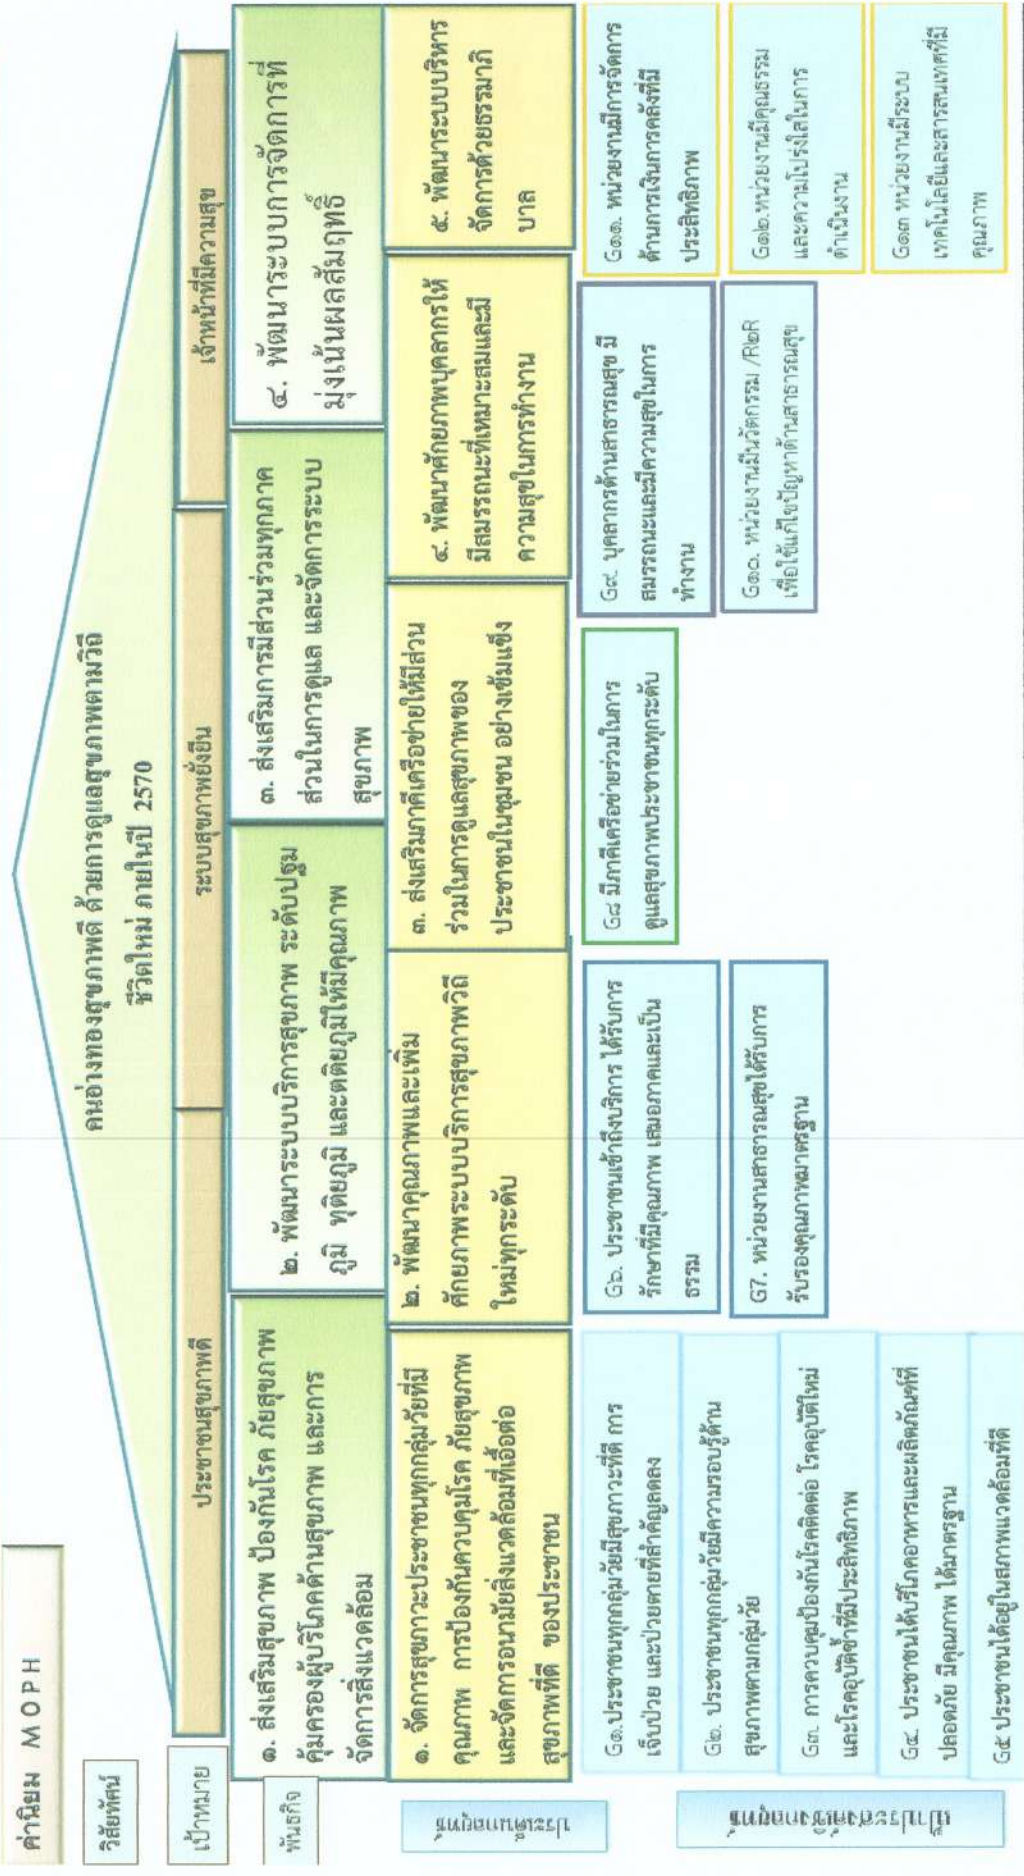 ค่านิยม MOPH
วิสัยทัศน์
คนอ่างทองสุขภาพดี ด้วยการดูแลสุขภาพตามวิถี
ชีวิตใหม่ ภายในปี 2570
เป้าหมาย
ประชาชนสุขภาพดี
ระบบสุขภาพยั่งยืน
เจ้าหน้าที่มีความสุข
พันธกิจ
๑. ส่งเสริมสุขภาพ ป้องกันโรค ภัยสุขภาพ
คุ้มครองผู้บริโภคด้านสุขภาพ และการ
จัดการสิ่งแวดล้อม
๒. พัฒนาระบบบริการสุขภาพ ระดับปฐม
ภูมิ ทุติยภูมิ และตติยภูมิให้มีคุณภาพ
๓. ส่งเสริมการมีส่วนร่วมทุกภาค
ส่วนในการดูแล และจัดการระบบ
สุขภาพ
๔. พัฒนาระบบการจัดการที่
มุ่งเน้นผลสัมฤทธิ์
ประเด็นกลยุทธ์
๑. จัดการสุขภาวะประชาชนทุกกลุ่มวัยที่มี
คุณภาพ การป้องกันควบคุมโรค ภัยสุขภาพ
และจัดการอนามัยสิ่งแวดล้อมที่เอื้อต่อ
สุขภาพที่ดี ของประชาชน
๒. พัฒนาคุณภาพและเพิ่ม
ศักยภาพระบบบริการสุขภาพวิถี
ใหม่ทุกระดับ
๓. ส่งเสริมภาคีเครือข่ายให้มีส่วน
ร่วมในการดูแลสุขภาพของ
ประชาชนในชุมชน อย่างเข้มแข็ง
๔. พัฒนาศักยภาพบุคลากรให้
มีสมรรถนะที่เหมาะสมและมี
ความสุขในการทำงาน
๕. พัฒนาระบบบริหาร
จัดการด้วยธรรมาภิ
บาล
เป้าประสงค์เชิงกลยุทธ์
G๑.ประชาชนทุกกลุ่มวัยมีสุขภาวะที่ดี การ
เจ็บป่วย และป่วยตายที่สำคัญลดลง
G๒. ประชาชนทุกกลุ่มวัยมีความรอบรู้ด้าน
สุขภาพตามกลุ่มวัย
G๓. การควบคุมป้องกันโรคติดต่อ โรคอุบัติใหม่
และโรคอุบัติซ้ำที่มีประสิทธิภาพ
G๔. ประชาชนได้บริโภคอาหารและผลิตภัณฑ์ที่
ปลอดภัย มีคุณภาพ ได้มาตรฐาน
G๕ ประชาชนได้อยู่ในสภาพแวดล้อมที่ดี
G๖. ประชาชนเข้าถึงบริการ ได้รับการ
รักษาที่มีคุณภาพ เสมอภาคและเป็น
ธรรม
G7. หน่วยงานสาธารณสุขได้รับการ
รับรองคุณภาพมาตรฐาน
G๘ มีภาคีเครือข่ายร่วมในการ
ดูแลสุขภาพประชาชนทุกระดับ
G๙. บุคลากรด้านสาธารณสุข มี
สมรรถนะและมีความสุขในการ
ทำงาน
G๑๐. หน่วยงานมีนวัตกรรม /R๒R
เพื่อใช้แก้ไขปัญหาด้านสาธารณสุข
G๑๑. หน่วยงานมีการจัดการ
ด้านการเงินการคลังที่มี
ประสิทธิภาพ
G๑๒.หน่วยงานมีคุณธรรม
และความโปร่งใสในการ
ดำเนินงาน
G๑๓ หน่วยงานมีระบบ
เทคโนโลยีและสารสนเทศที่มี
คุณภาพ